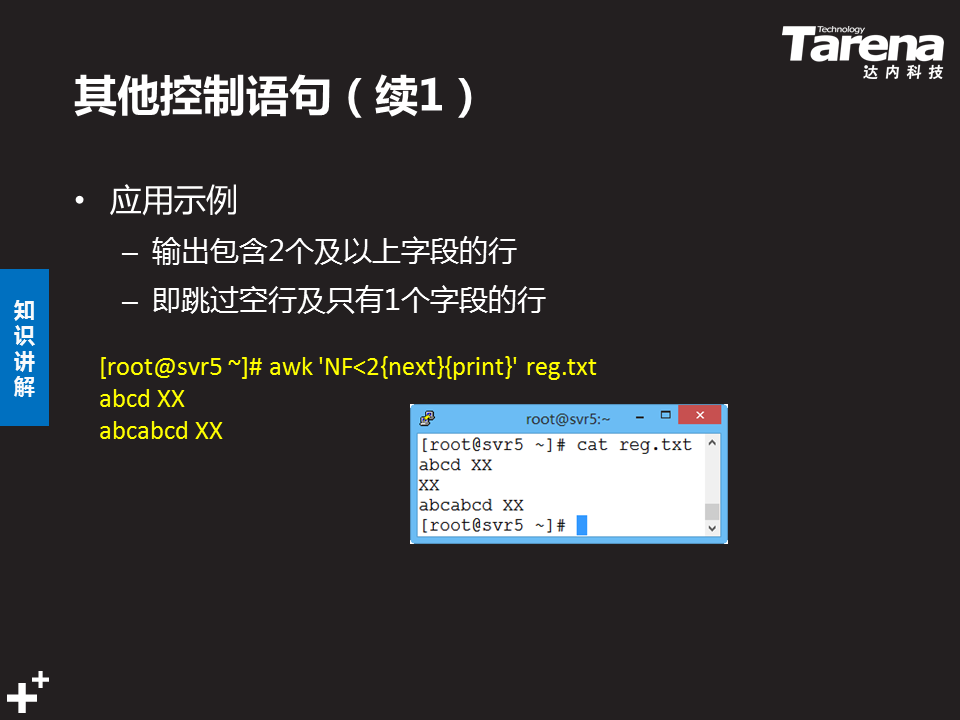 Technology
Tarena
达内科技
其他控制语句（续1）
• 应用示例
– 输出包含2个及以上字段的行
– 即跳过空行及只有1个字段的行
知识讲解
[root@svr5 ~]# awk 'NF<2{next}{print}' reg.txt
abcd XX
abcabcd XX
root@svr5:~
[root@svr5 ~]# cat reg.txt
abcd XX
XX
abcabcd XX
[root@svr5 ~]#